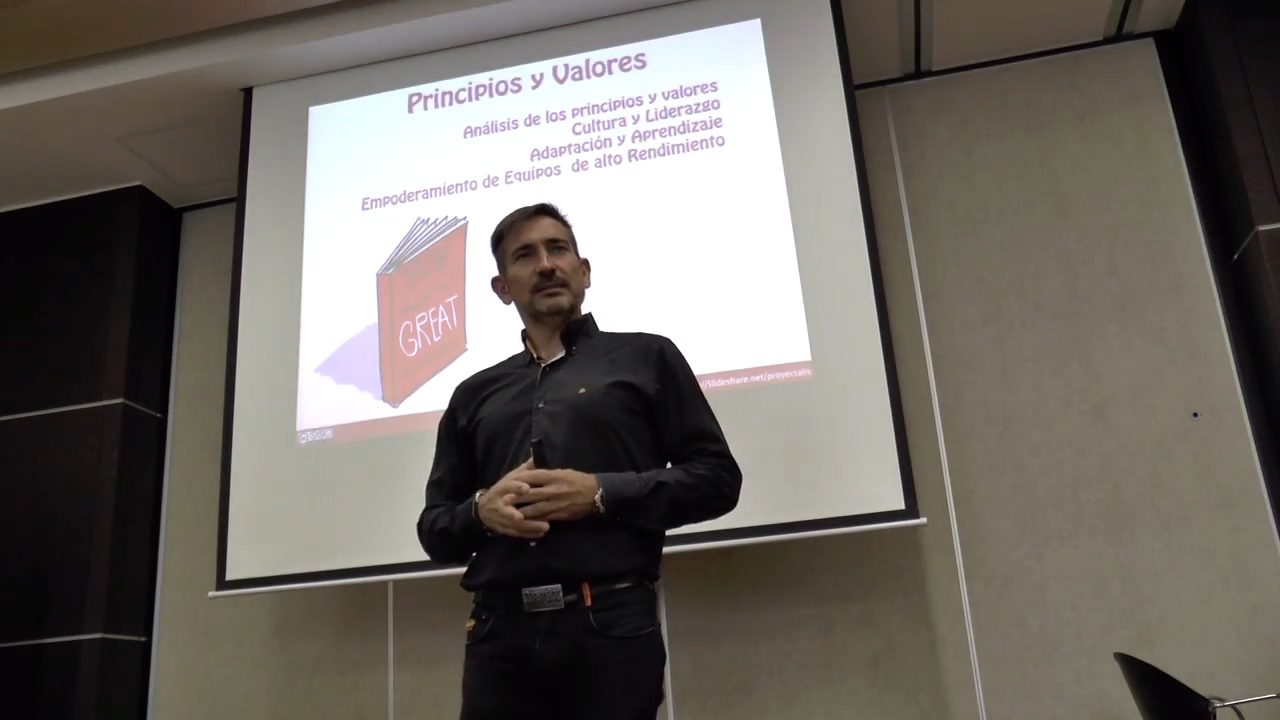 Principios y Valores
Análisis de los principios y valores
Cultura y Liderazgo
Adaptación y Aprendizaje
Empoderamiento de Equipos de alto Rendimiento
GREAT
/slideshare.net/proyectalis